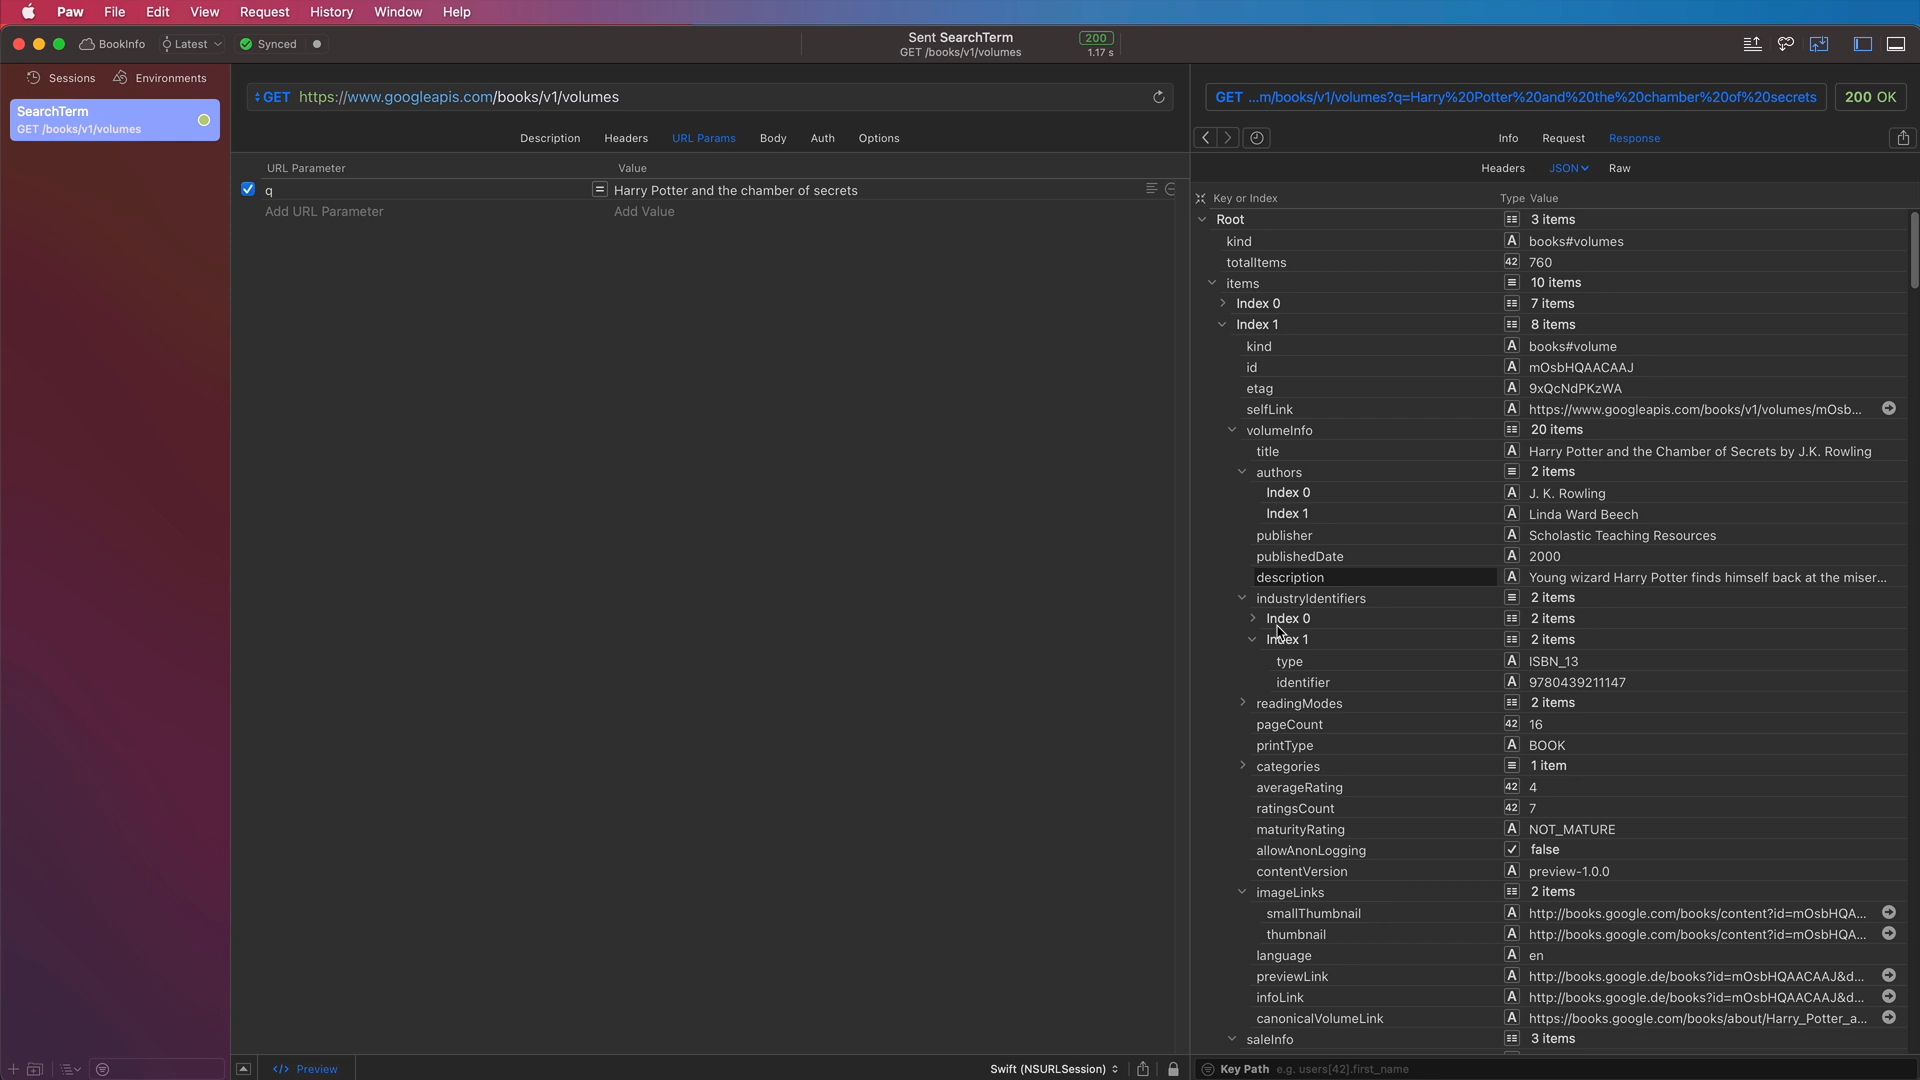 Paw File Edit View Request History Window Help
BookInfo Latest Synced
Sent SearchTerm
GET /books/v1/volumes
200
1.17 s
Sessions Environments
SearchTerm
GET /books/v1/volumes
GET https://www.googleapis.com/books/v1/volumes
Description Headers URL Params Body Auth Options
URL Parameter Value
q = Harry Potter and the chamber of secrets
Add URL Parameter Add Value
GET ...m/books/v1/volumes?q=Harry%20Potter%20and%20the%20chamber%20of%20secrets 200 OK
Info Request Response
Headers JSON Raw
Key or Index Type Value
Root 3 items
kind A books#volumes
totalItems 42 760
items 10 items
Index 0 7 items
Index 1 8 items
kind A books#volume
id A mOsbHQAACAAJ
etag A 9xQcNdPKzWA
selfLink A https://www.googleapis.com/books/v1/volumes/mOsb...
volumeInfo 20 items
title A Harry Potter and the Chamber of Secrets by J.K. Rowling
authors 2 items
Index 0 A J. K. Rowling
Index 1 A Linda Ward Beech
publisher A Scholastic Teaching Resources
publishedDate A 2000
description A Young wizard Harry Potter finds himself back at the miser...
industryIdentifiers 2 items
Index 0 2 items
Index 1 2 items
type A ISBN_13
identifier A 9780439211147
readingModes 2 items
pageCount 42 16
printType A BOOK
categories 1 item
averageRating 42 4
ratingsCount 42 7
maturityRating A NOT_MATURE
allowAnonLogging false
contentVersion A preview-1.0.0
imageLinks 2 items
smallThumbnail A http://books.google.com/books/content?id=mOsbHQA...
thumbnail A http://books.google.com/books/content?id=mOsbHQA...
language A en
previewLink A http://books.google.de/books?id=mOsbHQAACAAJ&d...
infoLink A http://books.google.de/books?id=mOsbHQAACAAJ&d...
canonicalVolumeLink A https://books.google.com/books/about/Harry_Potter_a...
saleInfo 3 items
</> Preview
Swift (NSURLSession)
Key Path e.g. users[42].first_name